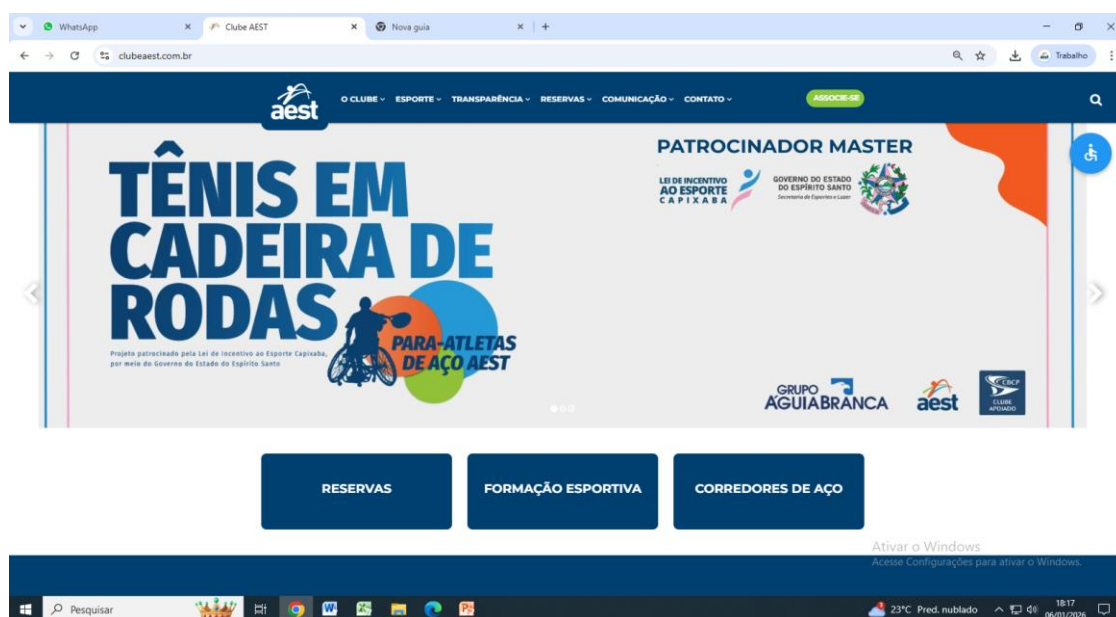 WhatsApp
Clube AEST
Nova guia
clubeaest.com.br
Trabalho
aest
O CLUBE
ESPORTE
TRANSPARÊNCIA
RESERVAS
COMUNICAÇÃO
CONTATO
ASSOCIE-SE
TÊNIS EM
CADEIRA DE
RODAS
Projeto patrocinado pela Lei de Incentivo ao Esporte Capixaba,
por meio do Governo do Estado do Espírito Santo
PARA-ATLETAS
DE AÇO AEST
PATROCINADOR MASTER
LEI DE INCENTIVO
AO ESPORTE
CAPIXABA
GOVERNO DO ESTADO
DO ESPÍRITO SANTO
Secretaria de Esportes e Lazer
GRUPO
ÁGUIABRANCA
aest
CBCP
CLUBE
APOIADO
RESERVAS
FORMAÇÃO ESPORTIVA
CORREDORES DE AÇO
Ativar o Windows
Acesse Configurações para ativar o Windows.
Pesquisar
23°C Pred. nublado
18:17
06/01/2026